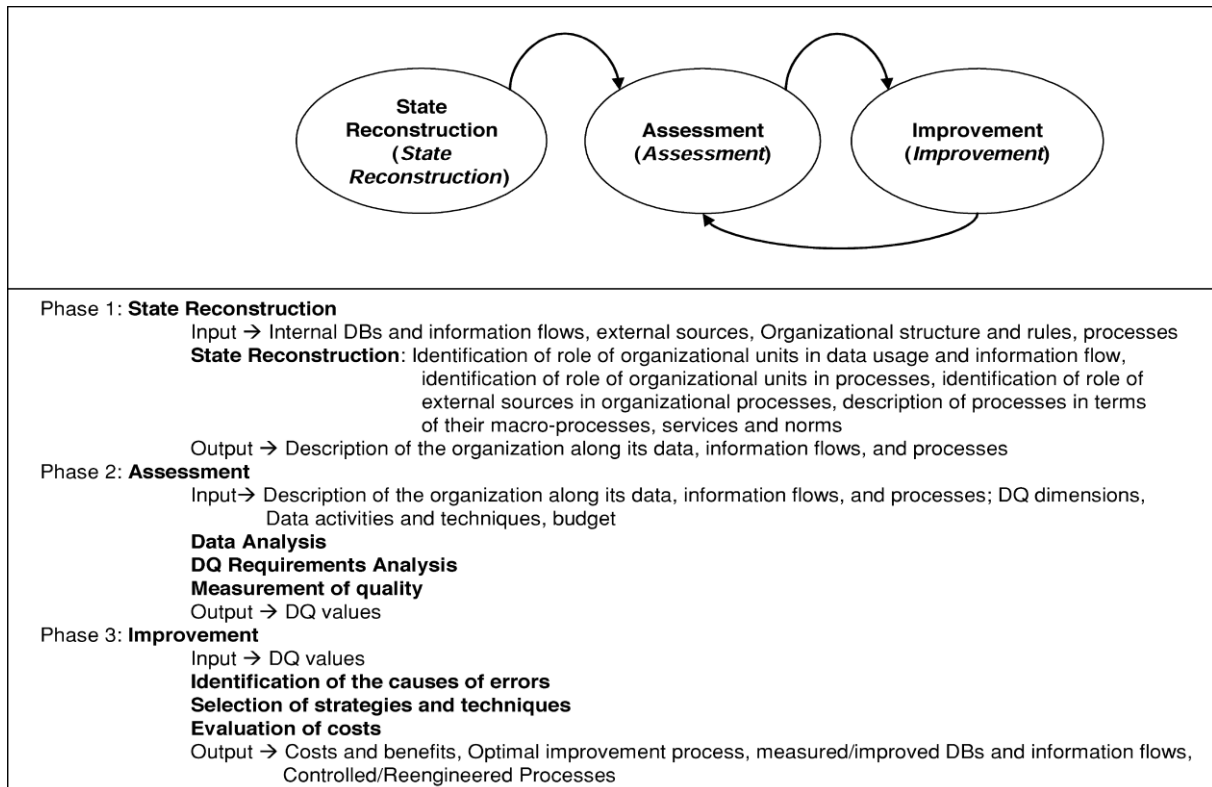 State
Reconstruction
(State
Reconstruction)
Assessment
(Assessment)
Improvement
(Improvement)
Phase 1: State Reconstruction
Input → Internal DBs and information flows, external sources, Organizational structure and rules, processes
State Reconstruction: Identification of role of organizational units in data usage and information flow,
identification of role of organizational units in processes, identification of role of
external sources in organizational processes, description of processes in terms
of their macro-processes, services and norms
Output → Description of the organization along its data, information flows, and processes
Phase 2: Assessment
Input→ Description of the organization along its data, information flows, and processes; DQ dimensions,
Data activities and techniques, budget
Data Analysis
DQ Requirements Analysis
Measurement of quality
Output → DQ values
Phase 3: Improvement
Input → DQ values
Identification of the causes of errors
Selection of strategies and techniques
Evaluation of costs
Output → Costs and benefits, Optimal improvement process, measured/improved DBs and information flows,
Controlled/Reengineered Processes